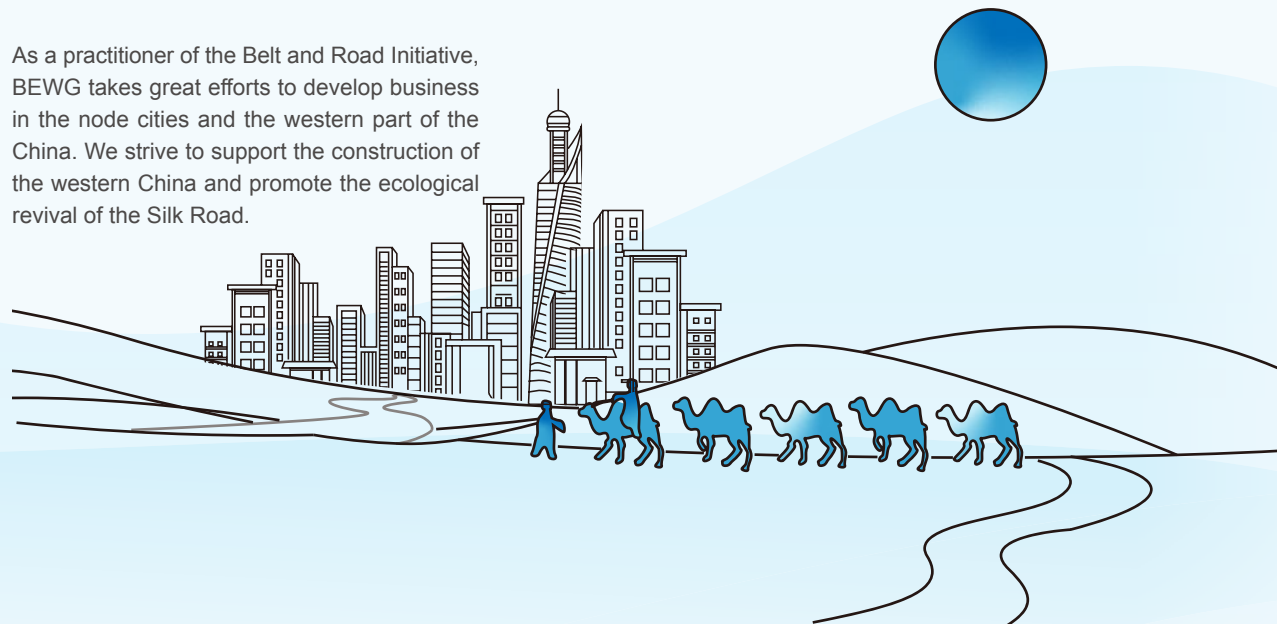 As a practitioner of the Belt and Road Initiative,
BEWG takes great efforts to develop business
in the node cities and the western part of the
China. We strive to support the construction of
the western China and promote the ecological
revival of the Silk Road.